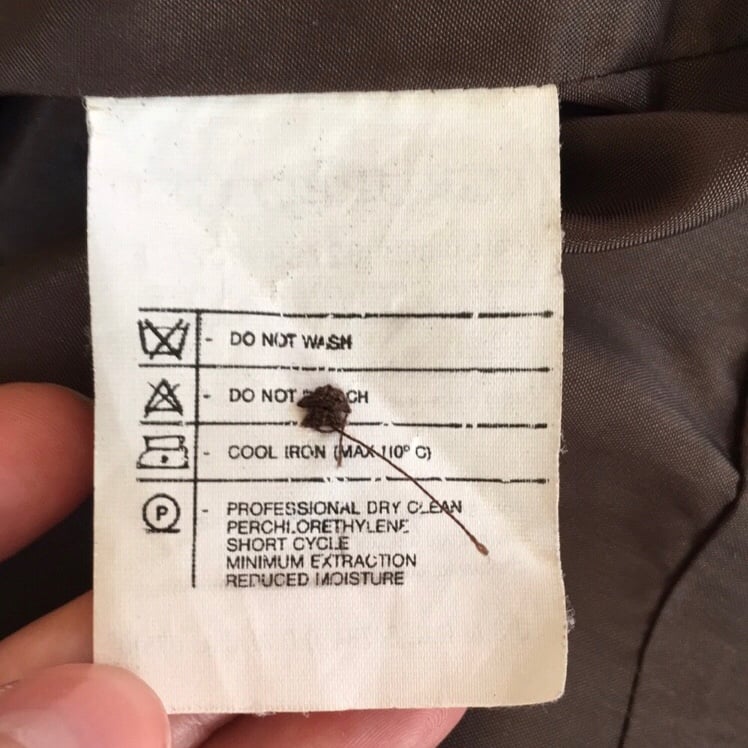 - DO NOT WASH
- DO NOT CH
- COOL IRON (MAX 110° C)
P - PROFESSIONAL DRY CLEAN
PERCHLORETHYLENE
SHORT CYCLE
MINIMUM EXTRACTION
REDUCED MOISTURE